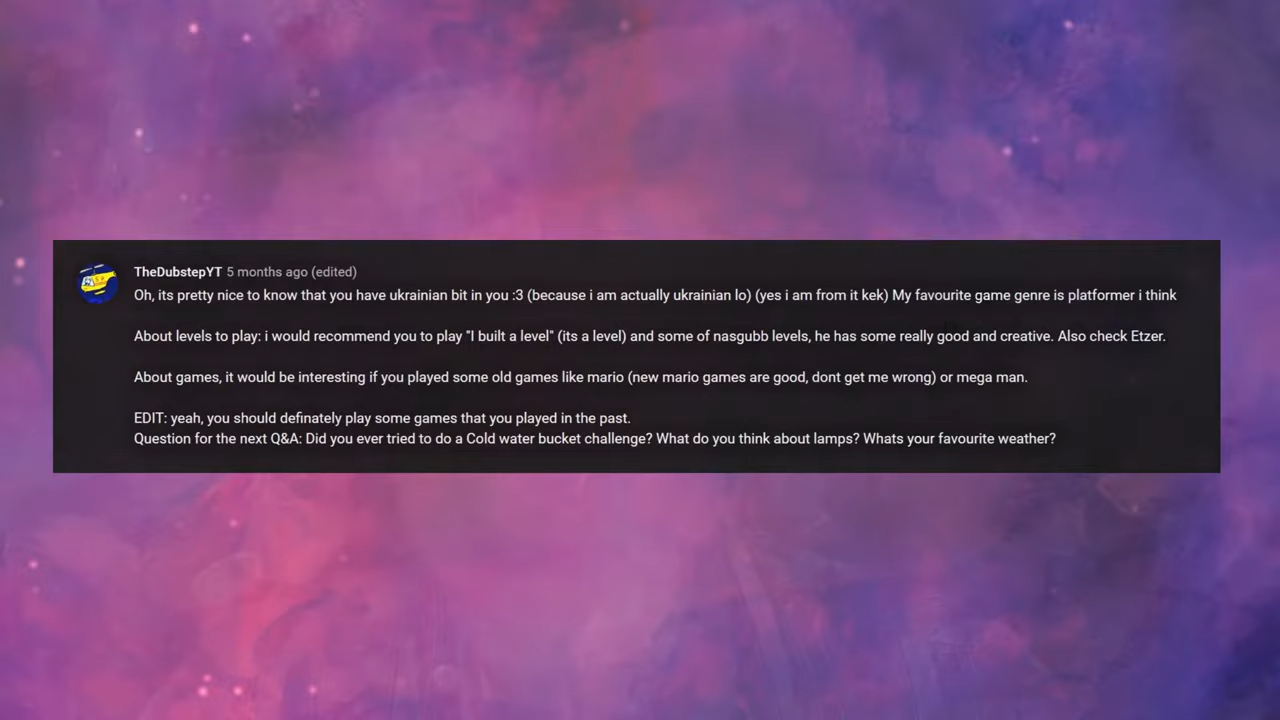 TheDubstepYT 5 months ago (edited)
Oh, its pretty nice to know that you have ukrainian bit in you :3 (because i am actually ukrainian lo) (yes i am from it kek) My favourite game genre is platformer i think
About levels to play: i would recommend you to play "I built a level" (its a level) and some of nasgubb levels, he has some really good and creative. Also check Etzer.
About games, it would be interesting if you played some old games like mario (new mario games are good, dont get me wrong) or mega man.
EDIT: yeah, you should definately play some games that you played in the past.
Question for the next Q&A: Did you ever tried to do a Cold water bucket challenge? What do you think about lamps? Whats your favourite weather?